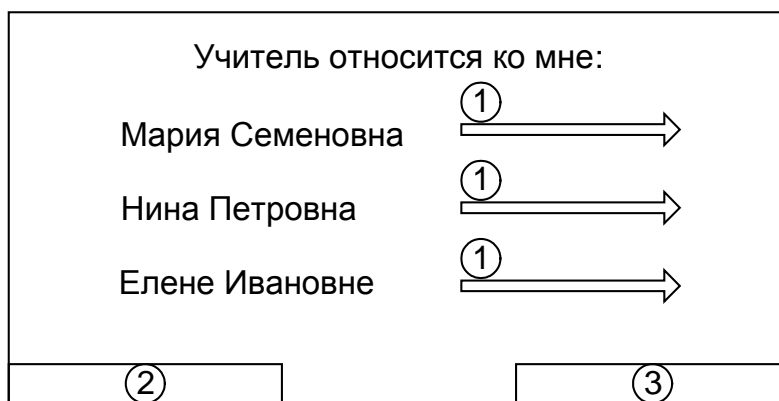 Учитель относится ко мне:
1
Мария Семеновна
1
Нина Петровна
1
Елене Ивановне
2 3